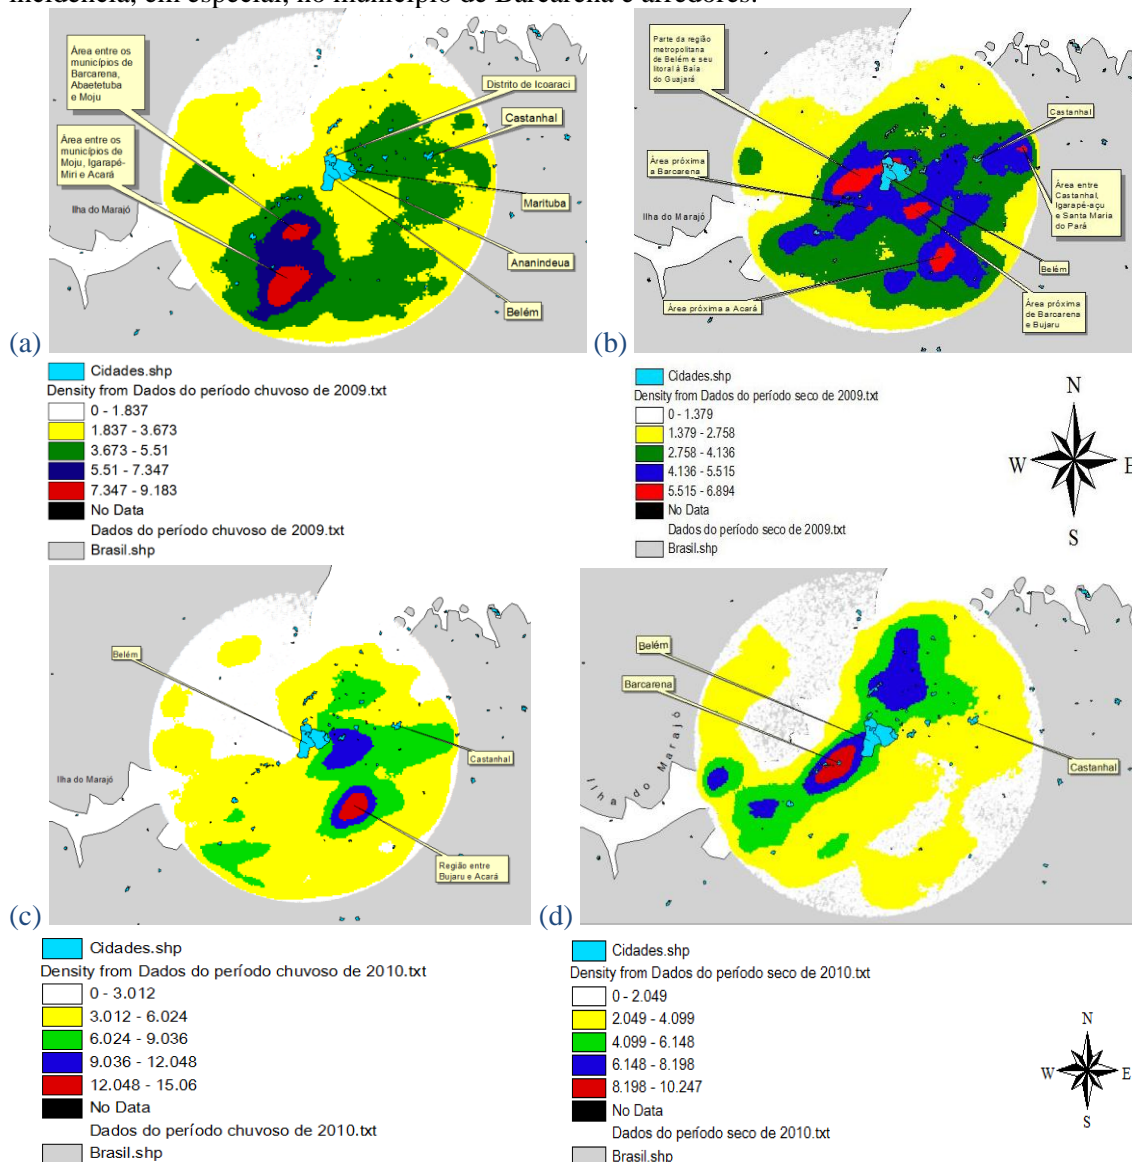 incidência, em especial, no município de Barcarena e arredores.
Área entre os
municípios de
Barcarena,
Abaetetuba
e Moju
Área entre os
municípios de
Moju, Igarapé-
Miri e Acará
Ilha do Marajó
Distrito de Icoaraci
Castanhal
Marituba
Ananindeua
Belém
(a)
Parte da região
metropolitana
de Belém e seu
litoral à Baía
do Guajará
Área próxima
a Barcarena
Ilha do Marajó
Área próxima a Acará
Castanhal
Área entre
Castanhal,
Igarapé-açu
e Santa Maria
do Pará
Belém
Área próxima
de Barcarena
e Bujaru
(b)
Cidades.shp
Density from Dados do período chuvoso de 2009.txt
0 - 1.837
1.837 - 3.673
3.673 - 5.51
5.51 - 7.347
7.347 - 9.183
No Data
Dados do período chuvoso de 2009.txt
Brasil.shp
Cidades.shp
Density from Dados do período seco de 2009.txt
0 - 1.379
1.379 - 2.758
2.758 - 4.136
4.136 - 5.515
5.515 - 6.894
No Data
Dados do período seco de 2009.txt
Brasil.shp
N
W E
S
Belém
Ilha do Marajó
Castanhal
Região entre
Bujaru e Acará
(c)
Belém
Barcarena
Ilha do Marajó
Castanhal
(d)
Cidades.shp
Density from Dados do período chuvoso de 2010.txt
0 - 3.012
3.012 - 6.024
6.024 - 9.036
9.036 - 12.048
12.048 - 15.06
No Data
Dados do período chuvoso de 2010.txt
Brasil.shp
Cidades.shp
Density from Dados do período seco de 2010.txt
0 - 2.049
2.049 - 4.099
4.099 - 6.148
6.148 - 8.198
8.198 - 10.247
No Data
Dados do período seco de 2010.txt
Brasil.shp
N
W E
S